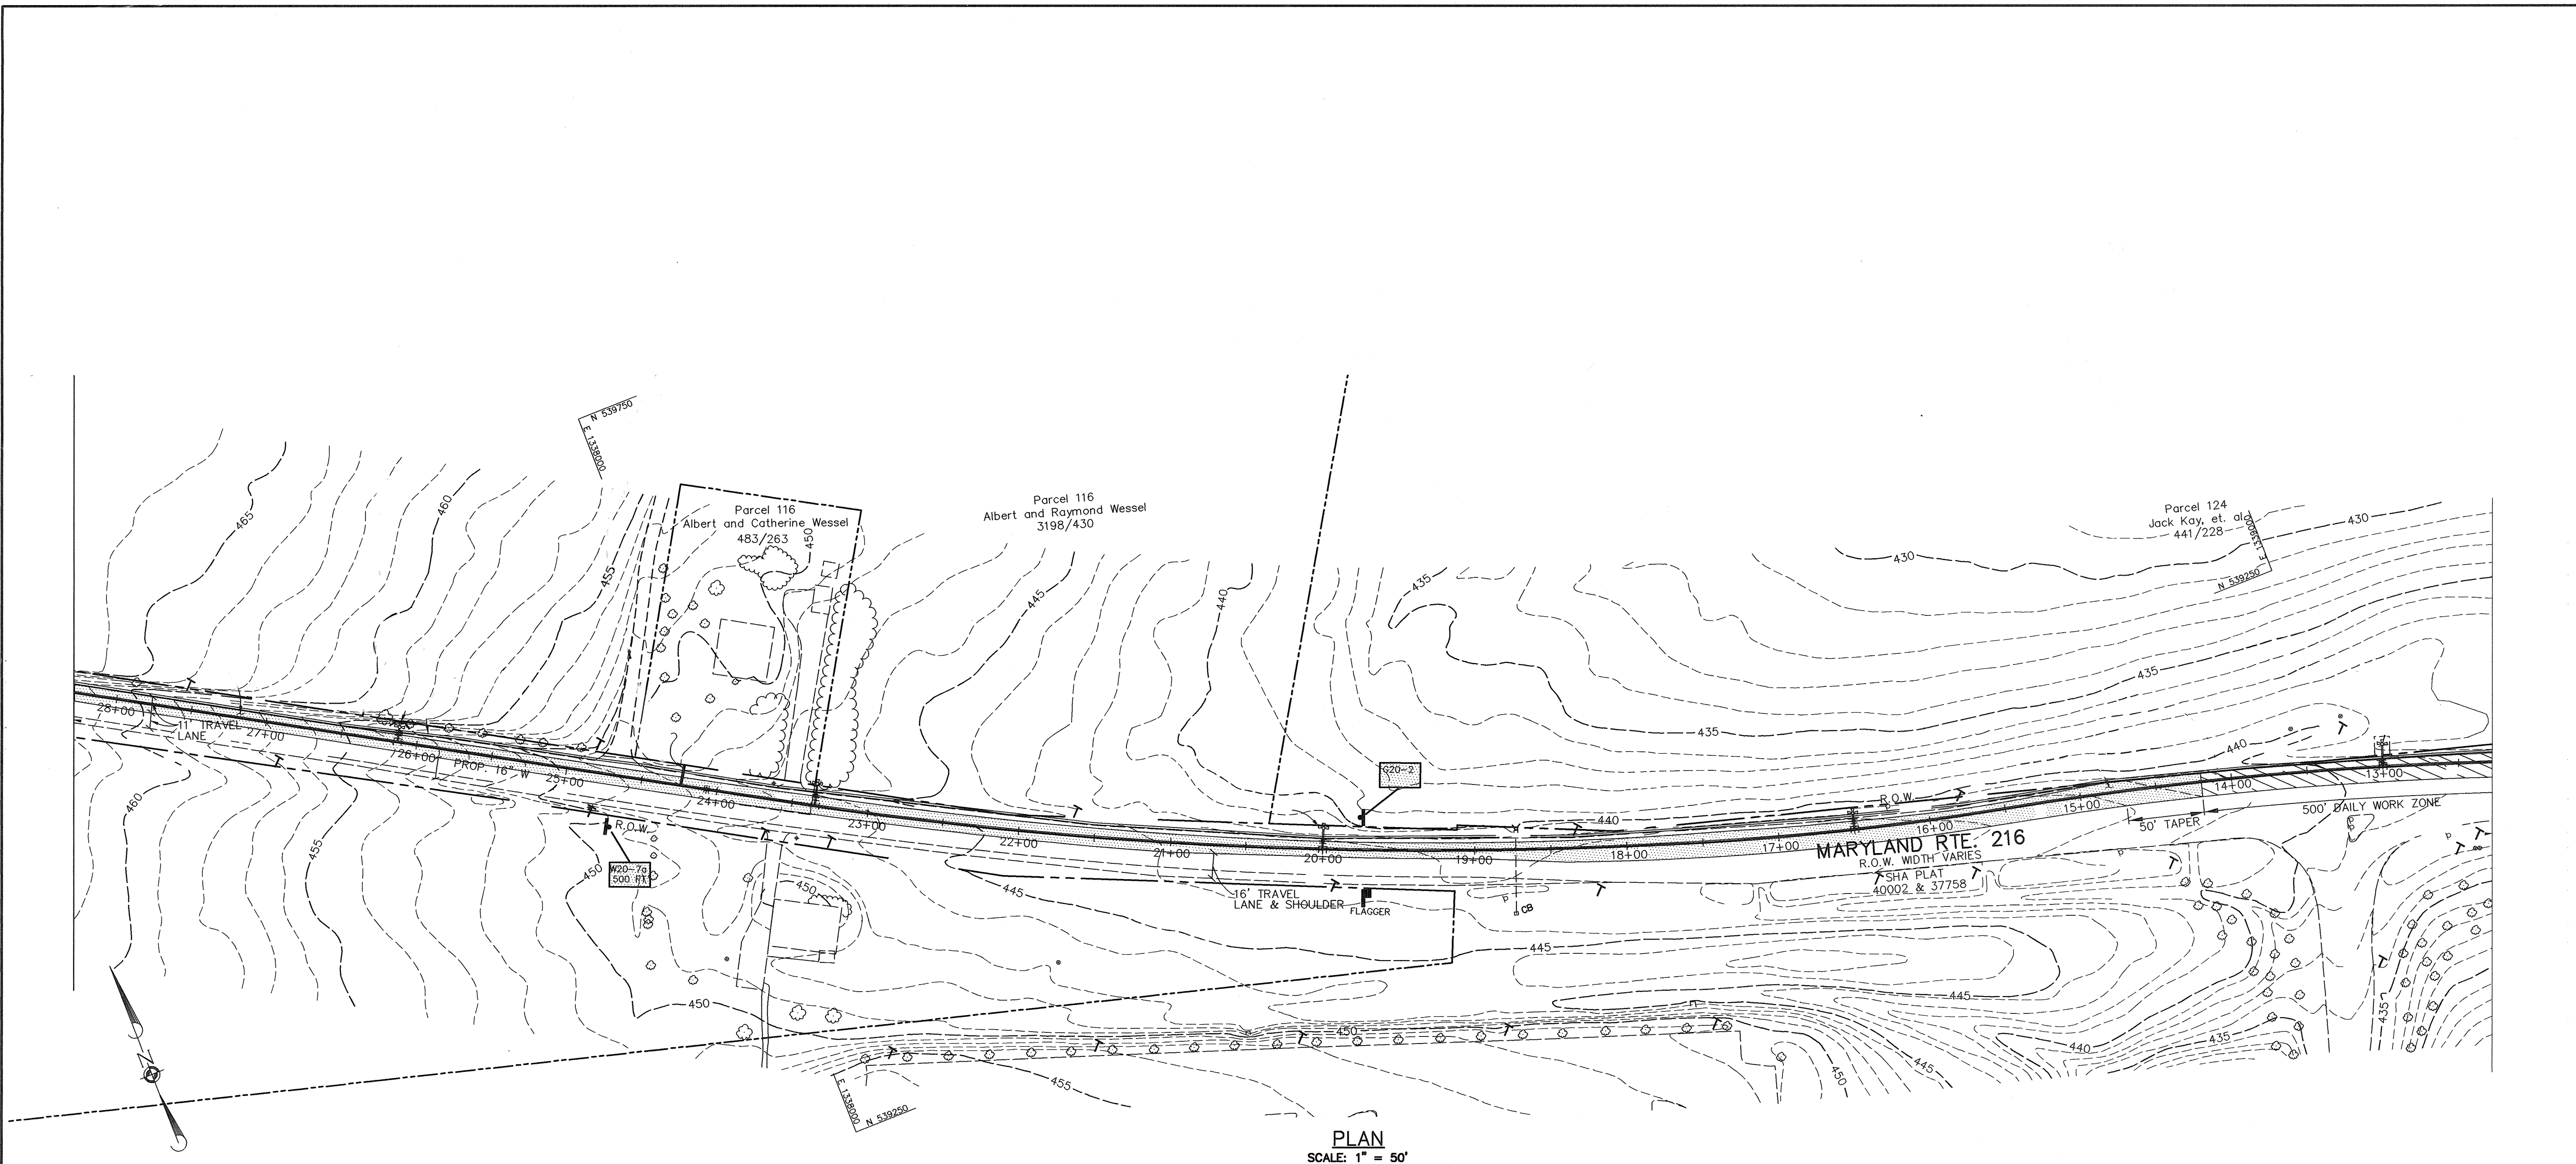 N 539750
E 1338000
Parcel 116
Albert and Catherine Wessel
483/263
Parcel 116
Albert and Raymond Wessel
3198/430
Parcel 124
Jack Kay, et. al.
441/228
N 539250
465
460
455
450
445
440
435
430
430
435
435
440
440
G20-2
28+00
27+00
26+00
25+00
24+00
23+00
22+00
21+00
20+00
19+00
18+00
17+00
16+00
15+00
14+00
13+00
11' TRAVEL
LANE
PROP. 16" W
R.O.W.
W20-7a
500 FT
R.O.W.
MARYLAND RTE. 216
R.O.W. WIDTH VARIES
SHA PLAT
40002 & 37758
50' TAPER
500' DAILY WORK ZONE
16' TRAVEL
LANE & SHOULDER
FLAGGER
CB
460
455
450
450
445
445
445
450
450
455
450
445
440
435
435
N
E 1338000
N 539250
PLAN
SCALE: 1" = 50'